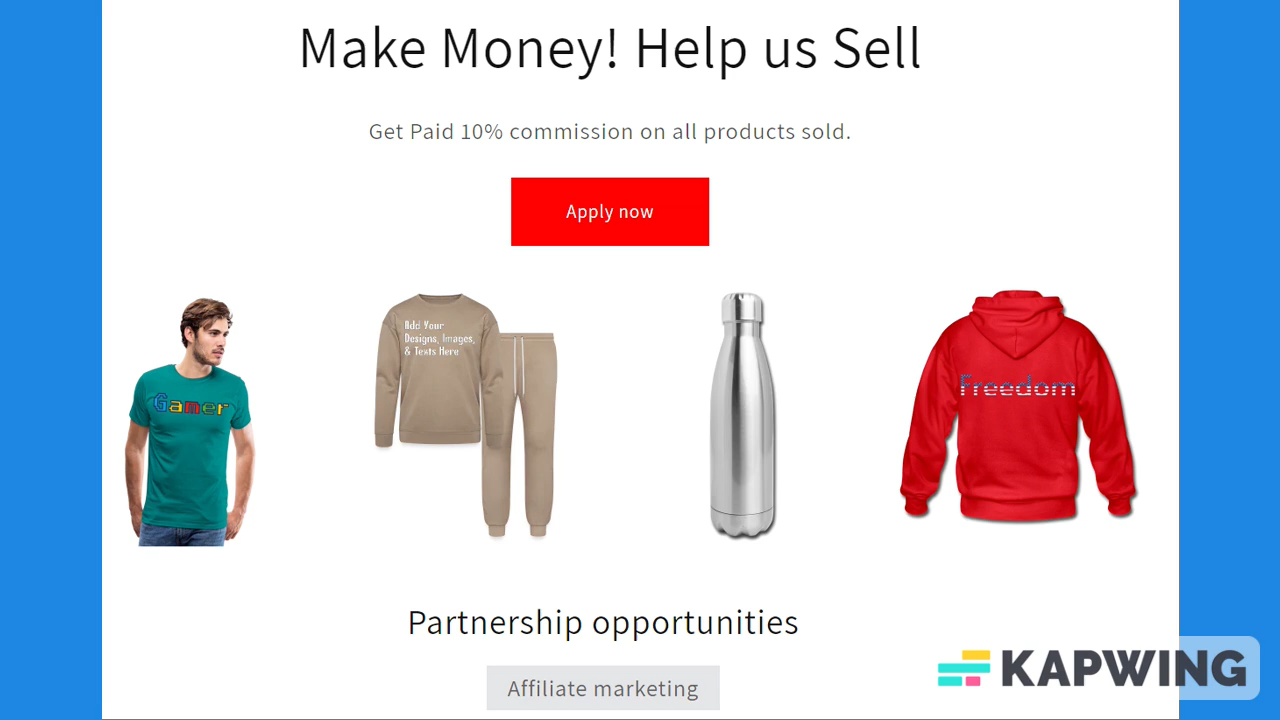 Make Money! Help us Sell
Get Paid 10% commission on all products sold.
Apply now
Gamer
Add Your
Designs, Images,
& Texts Here
Freedom
Partnership opportunities
Affiliate marketing
KAPWING